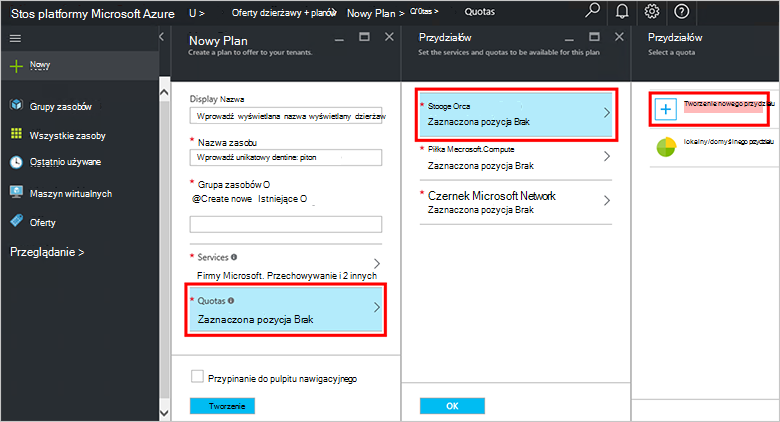 Stos platformy Microsoft Azure
U >
Oferty dzierżawy + planów
Nowy Plan >
Quotas
Nowy
Grupy zasobów
Wszystkie zasoby
Ostatnio używane
Maszyn wirtualnych
Oferty
Przeglądanie >
Nowy Plan
Create a plan to offer to your tenants.
Display Nazwa
Wprowadź wyświetlana nazwa wyświetlany dzierżaw
* Nazwa zasobu
Wprowadź unikatowy dentine: piton
* Grupa zasobów O
@Create nowe Istniejące O
* Services
Firmy Microsoft. Przechowywanie i 2 innych
* Quotas
Zaznaczona pozycja Brak
Przypinanie do pulpitu nawigacyjnego
Tworzenie
Przydziałów
Set the services and quotas to be available for this plan
* Stooge Orca
Zaznaczona pozycja Brak
* Piłka Mecrosoft.Compute
Zaznaczona pozycja Brak
* Czernek Microsoft Network
Zaznaczona pozycja Brak
OK
Przydziałów
Select a quota
Tworzenie nowego przydziału
lokalny/domyślnego przydziału